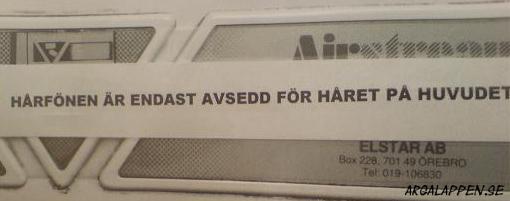 Airstream
HÅRFÖNEN ÄR ENDAST AVSEDD FÖR HÅRET PÅ HUVUDET
ELSTAR AB
Box 228, 701 49 ÖREBRO
Tel: 019-106830
ARGALAPPEN.SE